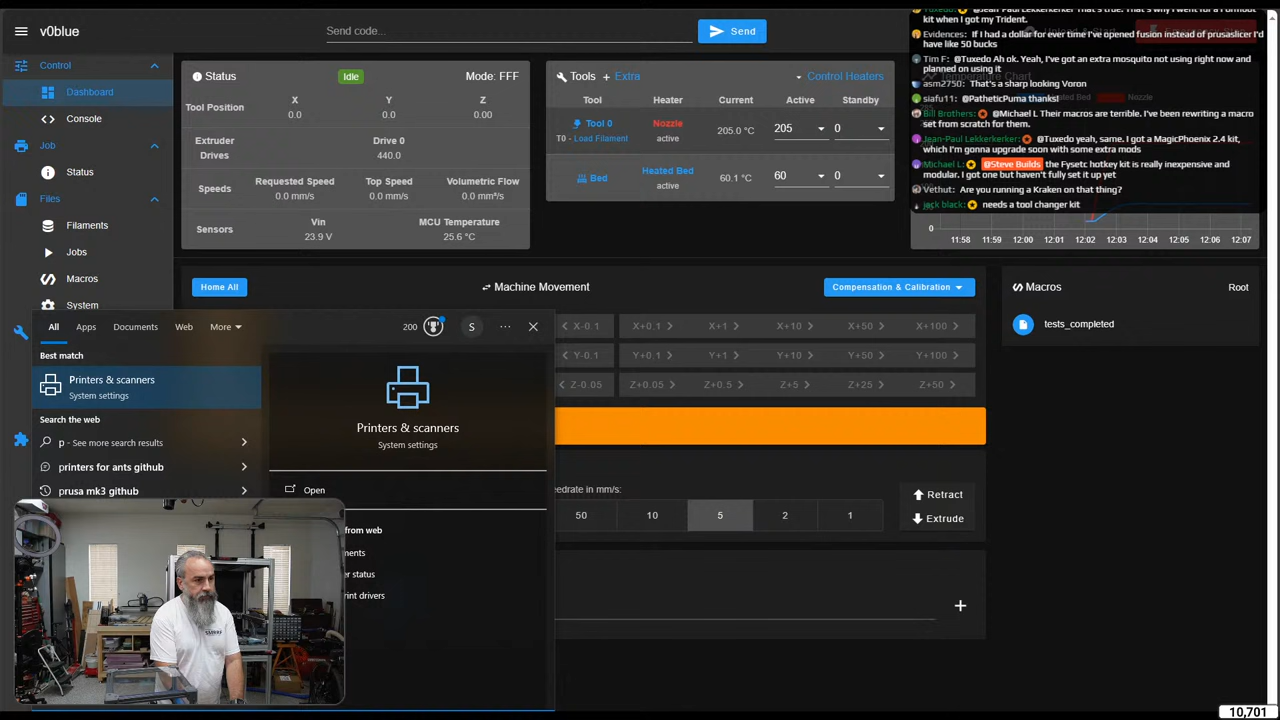 v0blue
Send code...
Send
Control
Dashboard
Console
Job
Status
Files
Filaments
Jobs
Macros
System
Status
Idle
Mode: FFF
Tool Position
X
Y
Z
0.0
0.0
0.0
Extruder Drives
Drive 0
440.0
Speeds
Requested Speed
Top Speed
Volumetric Flow
0.0 mm/s
0.0 mm/s
0.0 mm³/s
Sensors
Vin
MCU Temperature
23.9 V
25.6 °C
Tools
Extra
Control Heaters
Tool
Heater
Current
Active
Standby
Tool 0
T0 - Load Filament
Nozzle
active
205.0 °C
205
0
Bed
Heated Bed
active
60.1 °C
60
0
kit when I got my Trident.
Evidences: If I had a dollar for ever time I've opened fusion instead of prusaslicer I'd
have like 50 bucks
Tim F: @Tuxedo Ah ok. Yeah, I've got an extra mosquito not using right now and
planned on using it
asm2750: That's a sharp looking Voron
siafu11: @PatheticPuma thanks!
Bill Brothers: @Michael L Their macros are terrible. I've been rewriting a macro
set from scratch for them.
Jean-Paul Lekkerkerker: @Tuxedo yeah, same. I got a MagicPhoenix 2.4 kit,
which I'm gonna upgrade soon with some extra mods
Michael L: @Steve Builds the Fysetc hotkey kit is really inexpensive and
modular. I got one but haven't fully set it up yet
Vethut: Are you running a Kraken on that thing?
jack black: needs a tool changer kit
0
11:58 11:59 12:00 12:01 12:02 12:03 12:04 12:05 12:06 12:07
Home All
Machine Movement
Compensation & Calibration
X-0.1
X+0.1
X+1
X+10
X+50
X+100
Y-0.1
Y+0.1
Y+1
Y+10
Y+50
Y+100
Z-0.05
Z+0.05
Z+0.5
Z+5
Z+25
Z+50
Macros
Root
tests_completed
All
Apps
Documents
Web
More
200
S
Best match
Printers & scanners
System settings
Search the web
p - See more search results
printers for ants github
prusa mk3 github
Printers & scanners
System settings
Open
from web
rint drivers
eedrate in mm/s:
50
10
5
2
1
Retract
Extrude
10,701